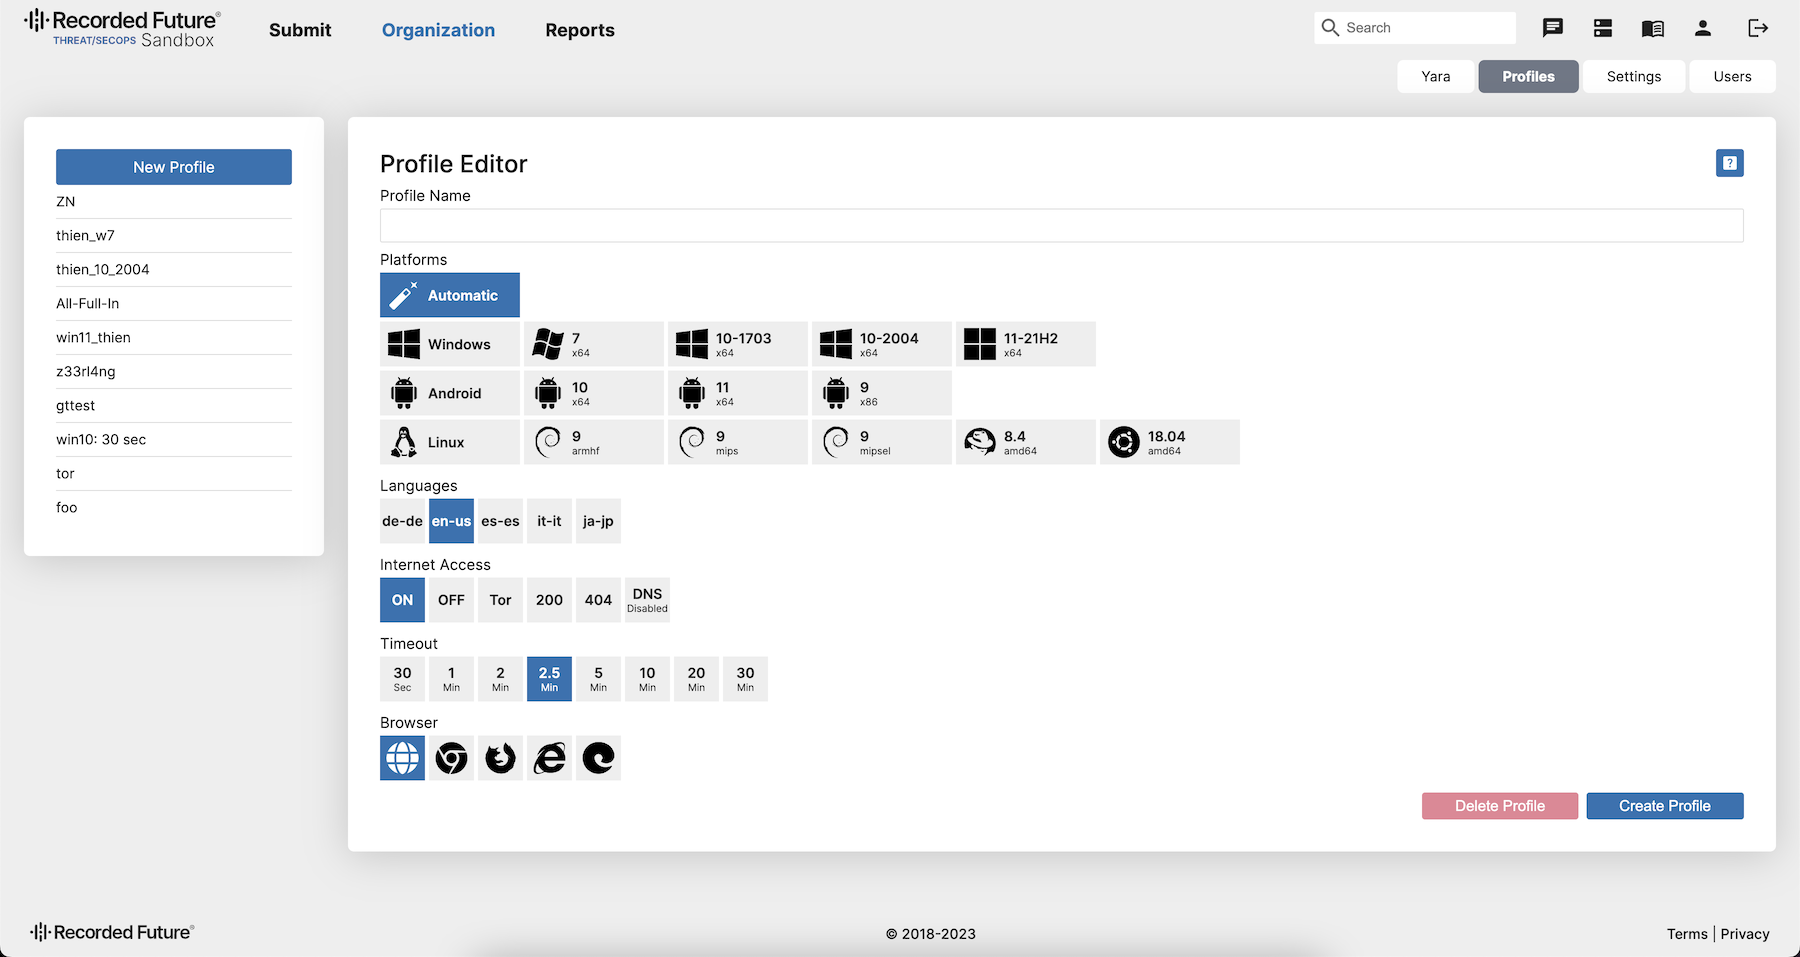 Recorded Future®
THREAT/SECOPS Sandbox
Submit
Organization
Reports
Search
Yara
Profiles
Settings
Users
New Profile
ZN
thien_w7
thien_10_2004
All-Full-In
win11_thien
z33rl4ng
gttest
win10: 30 sec
tor
foo
Profile Editor
?
Profile Name
Platforms
Automatic
Windows
7
x64
10-1703
x64
10-2004
x64
11-21H2
x64
Android
10
x64
11
x64
9
x86
Linux
9
armhf
9
mips
9
mipsel
8.4
amd64
18.04
amd64
Languages
de-de en-us es-es it-it ja-jp
Internet Access
ON OFF Tor 200 404 DNS
Disabled
Timeout
30 1 2 2.5 5 10 20 30
Sec Min Min Min Min Min Min Min
Browser
Delete Profile
Create Profile
Recorded Future®
© 2018-2023
Terms | Privacy